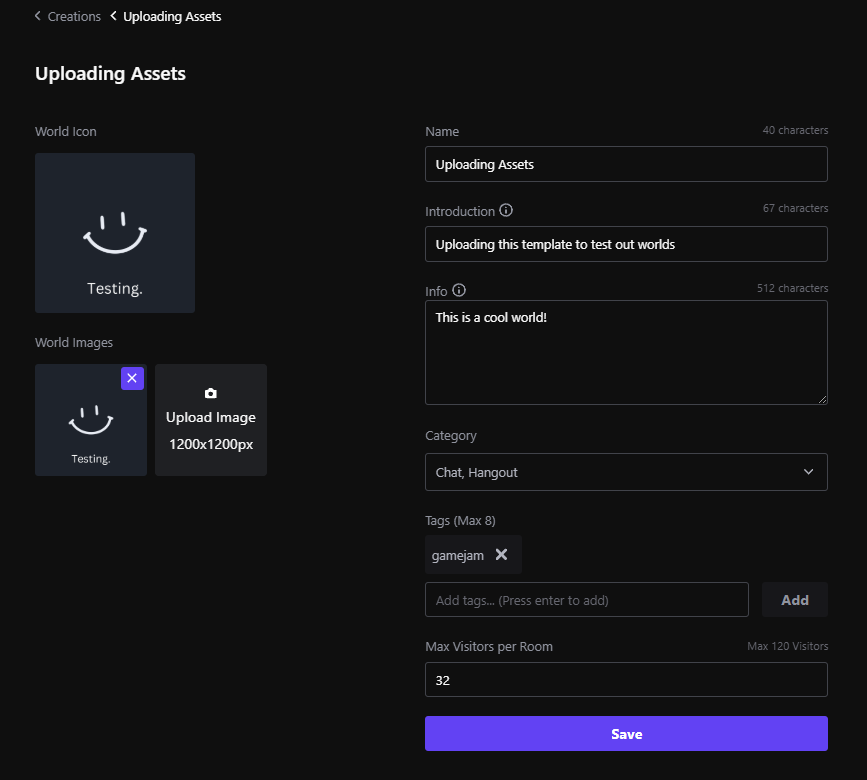 Creations Uploading Assets
Uploading Assets
World Icon
Testing.
World Images
Testing.
Upload Image
1200x1200px
Name 40 characters
Uploading Assets
Introduction 67 characters
Uploading this template to test out worlds
Info 512 characters
This is a cool world!
Category
Chat, Hangout
Tags (Max 8)
gamejam
Add tags... (Press enter to add) Add
Max Visitors per Room Max 120 Visitors
32
Save